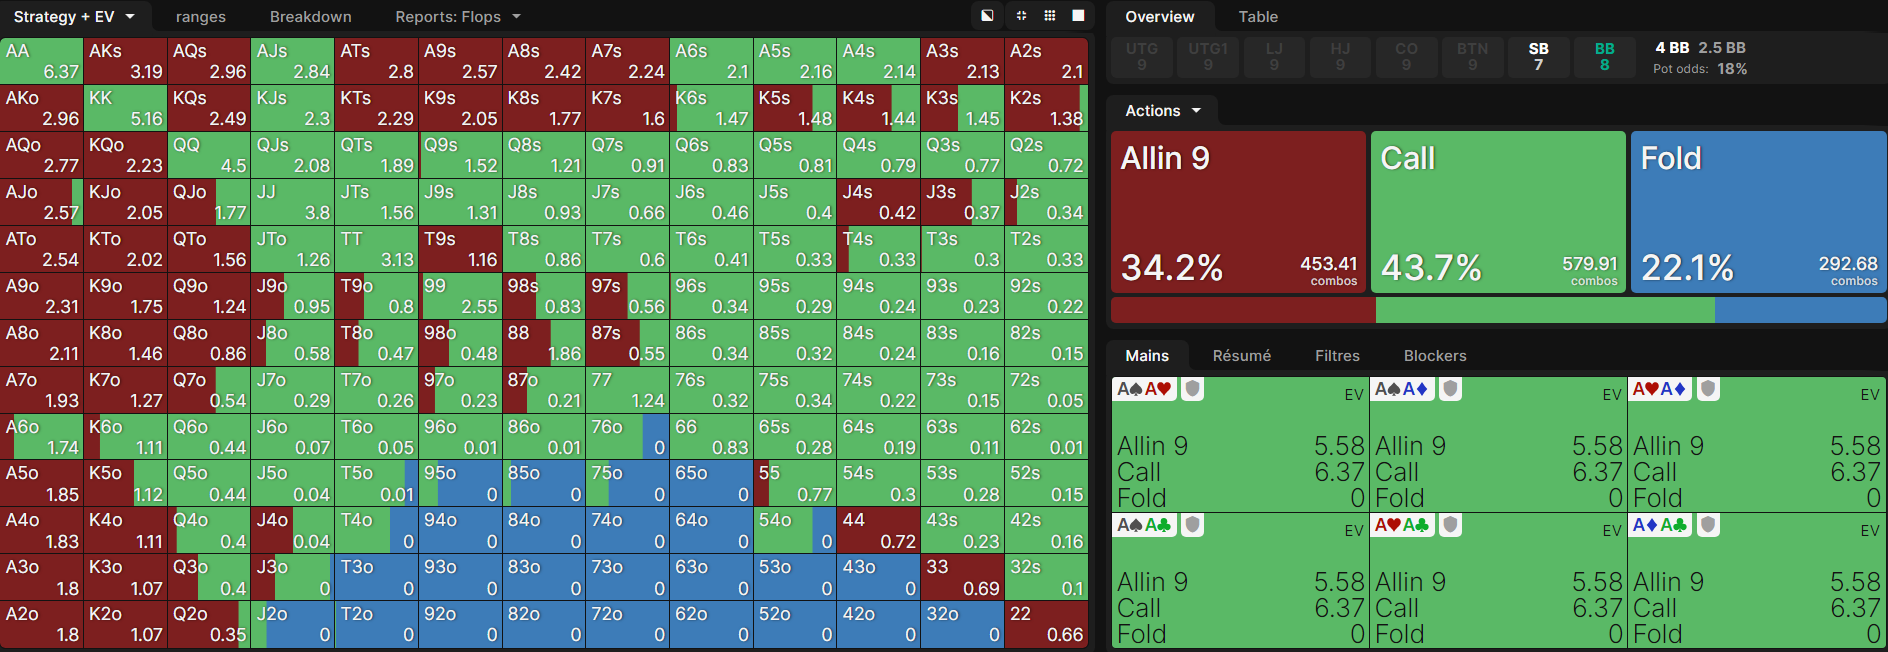 Strategy + EV ranges Breakdown Reports: Flops
AA AKs AQs AJs ATs A9s A8s A7s A6s A5s A4s A3s A2s
6.37 3.19 2.96 2.84 2.8 2.57 2.42 2.24 2.1 2.16 2.14 2.13 2.1
AKo KK KQs KJs KTs K9s K8s K7s K6s K5s K4s K3s K2s
2.96 5.16 2.49 2.3 2.29 2.05 1.77 1.6 1.47 1.48 1.44 1.45 1.38
AQo KQo QQ QJs QTs Q9s Q8s Q7s Q6s Q5s Q4s Q3s Q2s
2.77 2.23 4.5 2.08 1.89 1.52 1.21 0.91 0.83 0.81 0.79 0.77 0.72
AJo KJo QJo JJ JTs J9s J8s J7s J6s J5s J4s J3s J2s
2.57 2.05 1.77 3.8 1.56 1.31 0.93 0.66 0.46 0.4 0.42 0.37 0.34
ATo KTo QTo JTo TT T9s T8s T7s T6s T5s T4s T3s T2s
2.54 2.02 1.56 1.26 3.13 1.16 0.86 0.6 0.41 0.33 0.33 0.3 0.33
A9o K9o Q9o J9o T9o 99 98s 97s 96s 95s 94s 93s 92s
2.31 1.75 1.24 0.95 0.8 2.55 0.83 0.56 0.34 0.29 0.24 0.23 0.22
A8o K8o Q8o J8o T8o 98o 88 87s 86s 85s 84s 83s 82s
2.11 1.46 0.86 0.58 0.47 0.48 1.86 0.55 0.34 0.32 0.24 0.16 0.15
A7o K7o Q7o J7o T7o 97o 87o 77 76s 75s 74s 73s 72s
1.93 1.27 0.54 0.29 0.26 0.23 0.21 1.24 0.32 0.34 0.22 0.15 0.05
A6o K6o Q6o J6o T6o 96o 86o 76o 66 65s 64s 63s 62s
1.74 1.11 0.44 0.07 0.05 0.01 0.01 0 0.83 0.28 0.19 0.11 0.01
A5o K5o Q5o J5o T5o 95o 85o 75o 65o 55 54s 53s 52s
1.85 1.12 0.44 0.04 0.01 0 0 0 0 0.77 0.3 0.28 0.15
A4o K4o Q4o J4o T4o 94o 84o 74o 64o 54o 44 43s 42s
1.83 1.11 0.4 0.04 0 0 0 0 0 0 0.72 0.23 0.16
A3o K3o Q3o J3o T3o 93o 83o 73o 63o 53o 43o 33 32s
1.8 1.07 0.4 0 0 0 0 0 0 0 0 0.69 0.1
A2o K2o Q2o J2o T2o 92o 82o 72o 62o 52o 42o 32o 22
1.8 1.07 0.35 0 0 0 0 0 0 0 0 0 0.66
Overview Table
UTG UTG1 LJ HJ CO BTN SB BB 4 BB 2.5 BB
9 9 9 9 9 9 7 8 Pot odds: 18%
Actions
Allin 9 Call Fold
34.2% 453.41 combos 43.7% 579.91 combos 22.1% 292.68 combos
Mains Résumé Filtres Blockers
A♠A♥ EV A♠A♦ EV A♥A♦ EV
Allin 9 5.58 Allin 9 5.58 Allin 9 5.58
Call 6.37 Call 6.37 Call 6.37
Fold 0 Fold 0 Fold 0
A♠A♣ EV A♥A♣ EV A♦A♣ EV
Allin 9 5.58 Allin 9 5.58 Allin 9 5.58
Call 6.37 Call 6.37 Call 6.37
Fold 0 Fold 0 Fold 0